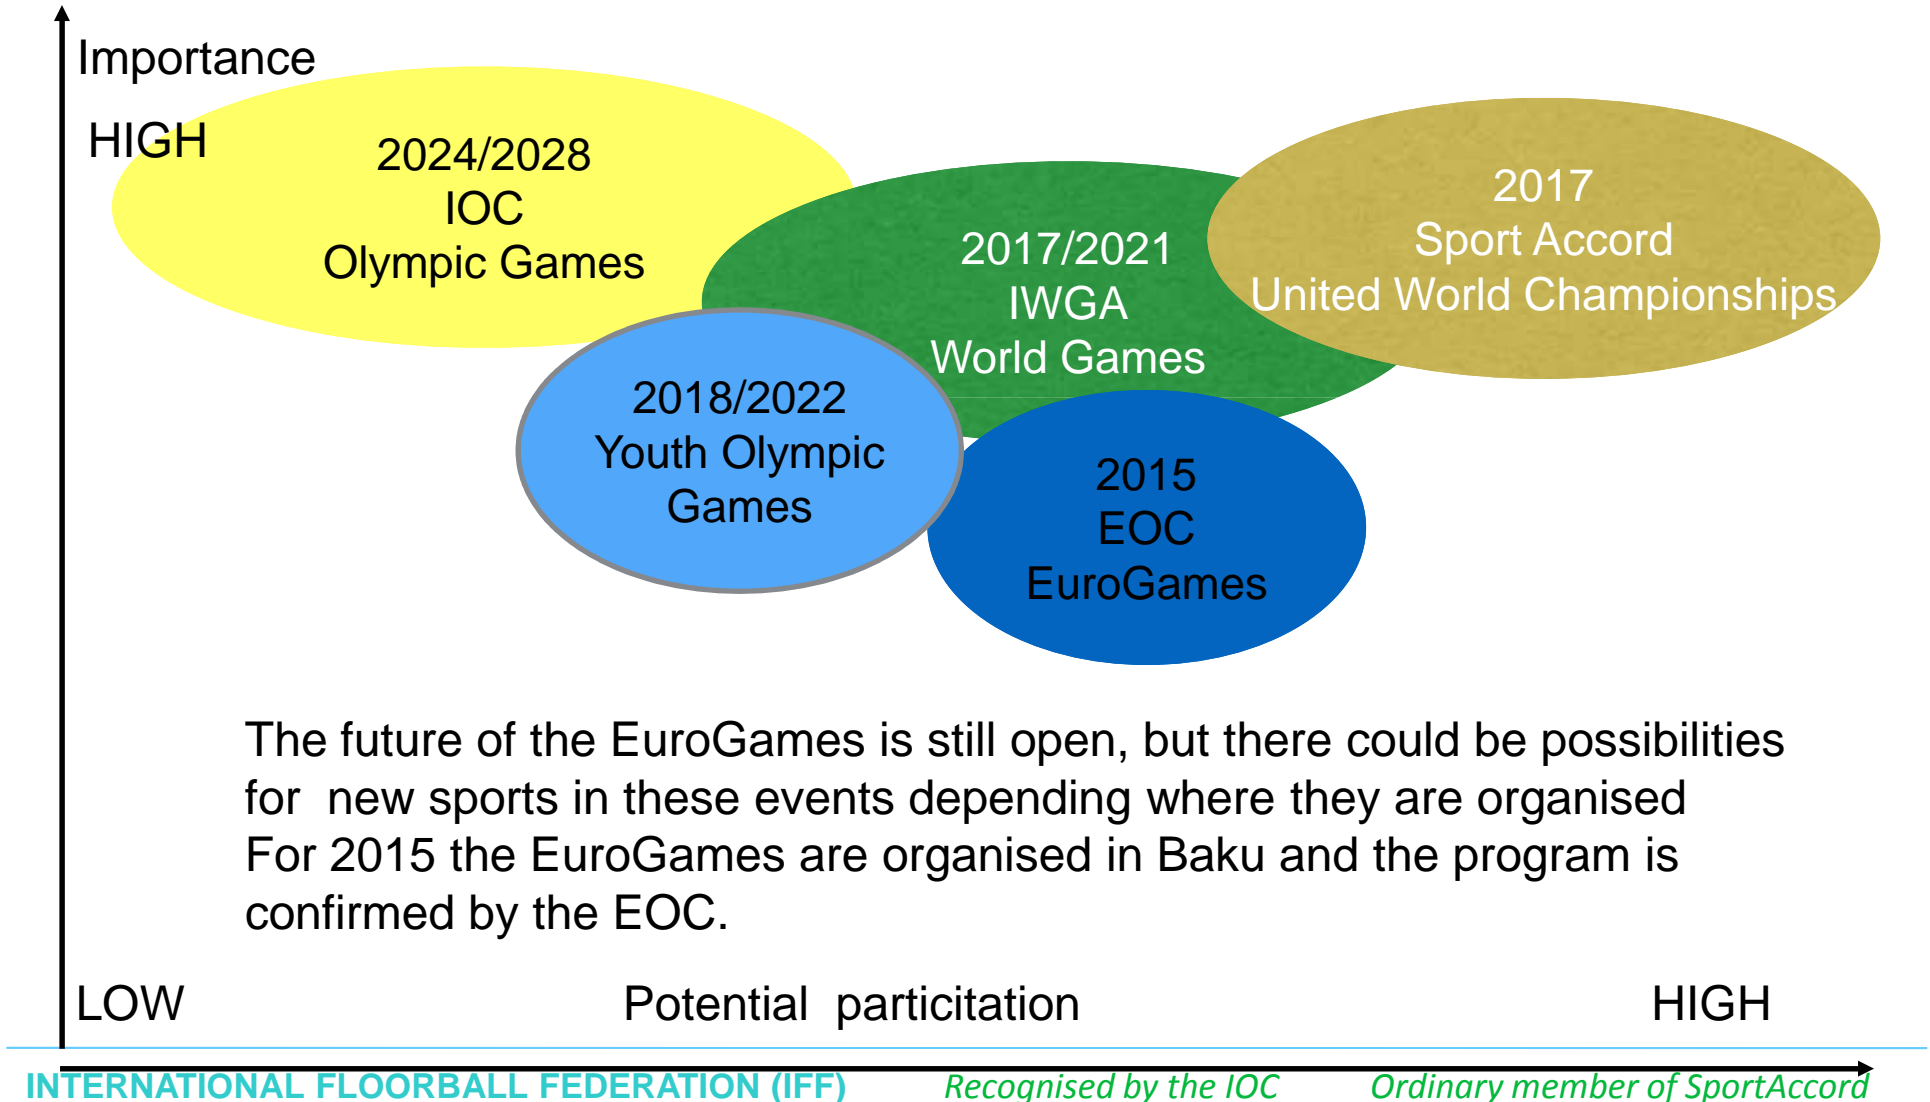 Importance
HIGH
2024/2028
IOC
Olympic Games
2017/2021
IWGA
World Games
2017
Sport Accord
United World Championships
2018/2022
Youth Olympic
Games
2015
EOC
EuroGames
The future of the EuroGames is still open, but there could be possibilities
for new sports in these events depending where they are organised
For 2015 the EuroGames are organised in Baku and the program is
confirmed by the EOC.
LOW Potential particitation HIGH
INTERNATIONAL FLOORBALL FEDERATION (IFF) Recognised by the IOC Ordinary member of SportAccord